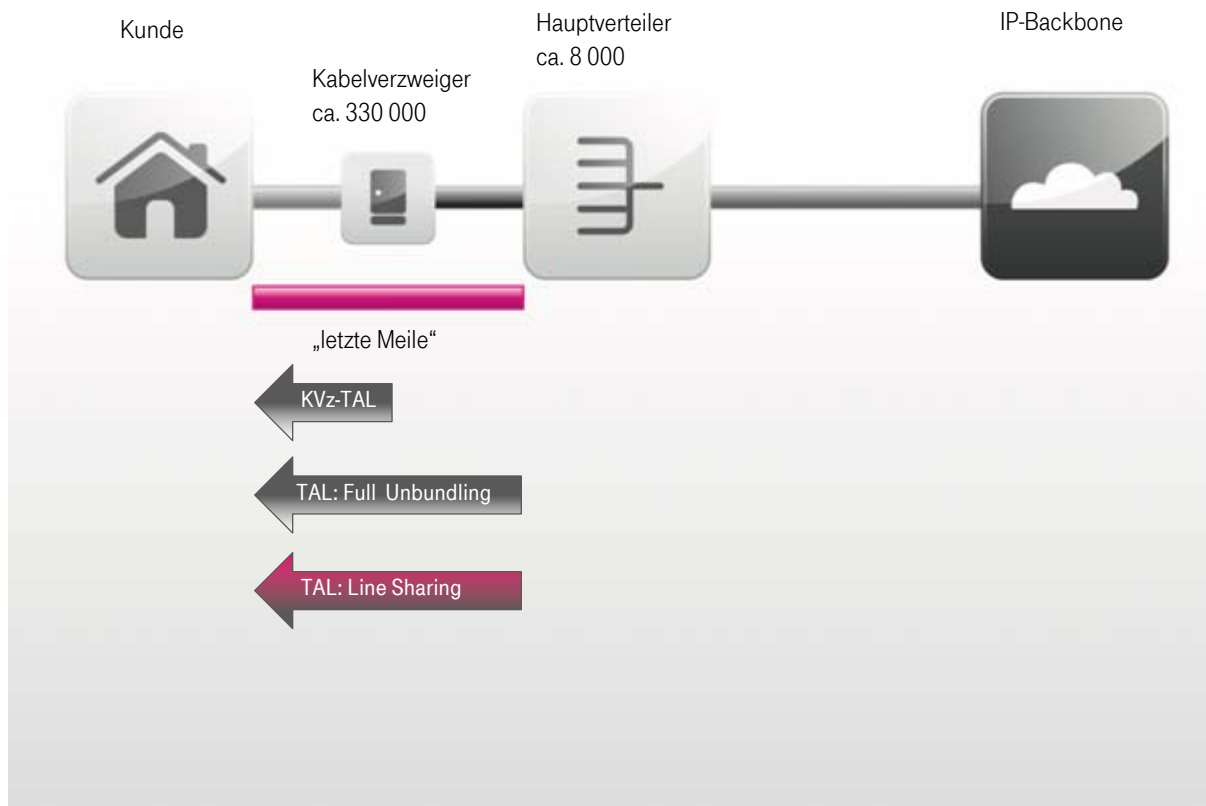 Kunde
Kabelverzweiger
ca. 330 000
Hauptverteiler
ca. 8 000
IP-Backbone
„letzte Meile“
KVz-TAL
TAL: Full Unbundling
TAL: Line Sharing